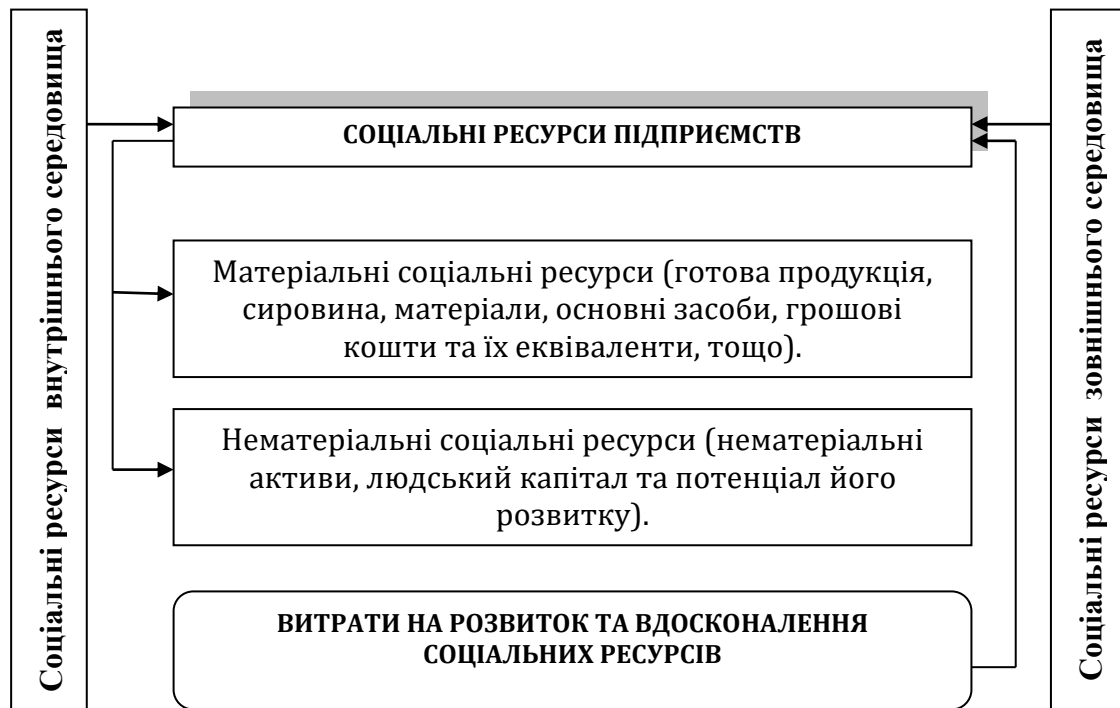 Соціальні ресурси внутрішнього середовища
СОЦІАЛЬНІ РЕСУРСИ ПІДПРИЄМСТВ
Матеріальні соціальні ресурси (готова продукція,
сировина, матеріали, основні засоби, грошові
кошти та їх еквіваленти, тощо).
Нематеріальні соціальні ресурси (нематеріальні
активи, людський капітал та потенціал його
розвитку).
ВИТРАТИ НА РОЗВИТОК ТА ВДОСКОНАЛЕННЯ
СОЦІАЛЬНИХ РЕСУРСІВ
Соціальні ресурси зовнішнього середовища